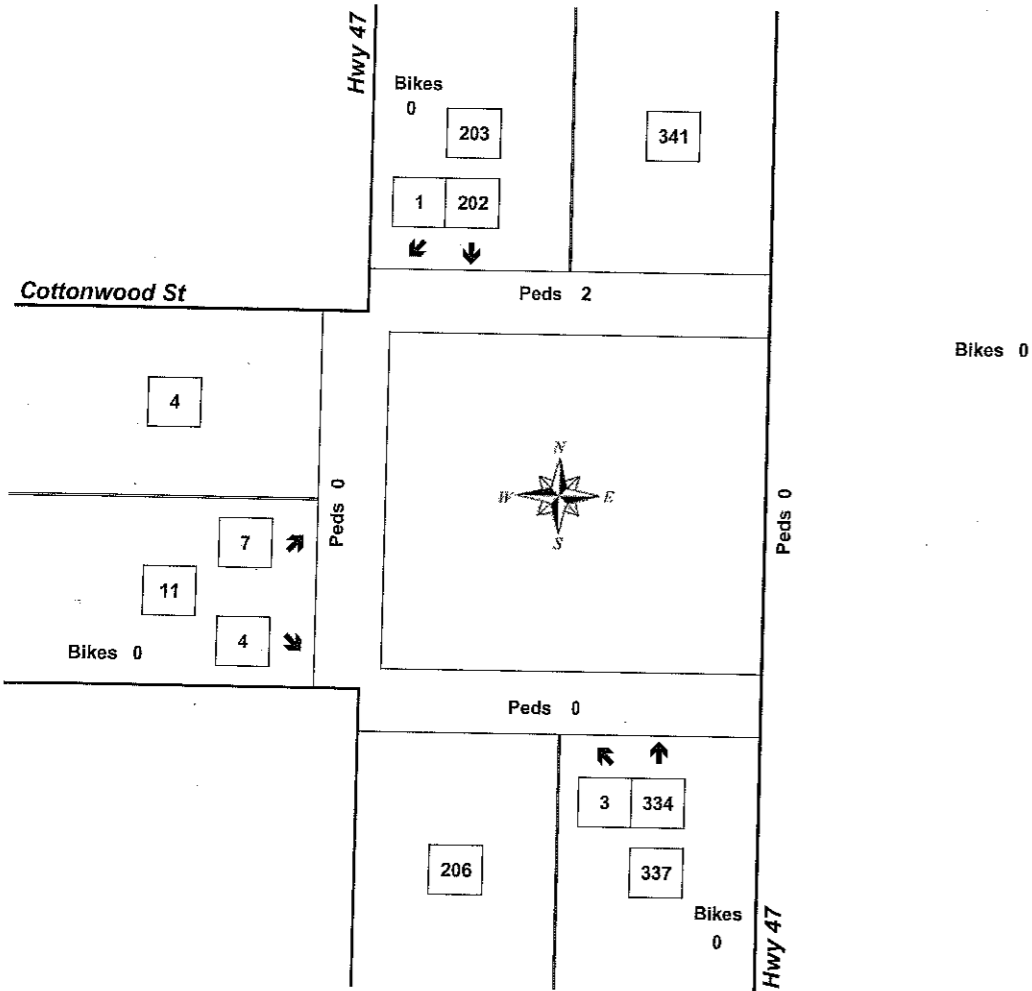 Hwy 47
Bikes
0
203
341
1 202
Cottonwood St
Peds 2
Bikes 0
4
N
W E
S
Peds 0
Peds 0
7
11
4
Bikes 0
Peds 0
3 334
206
337
Bikes
0
Hwy 47